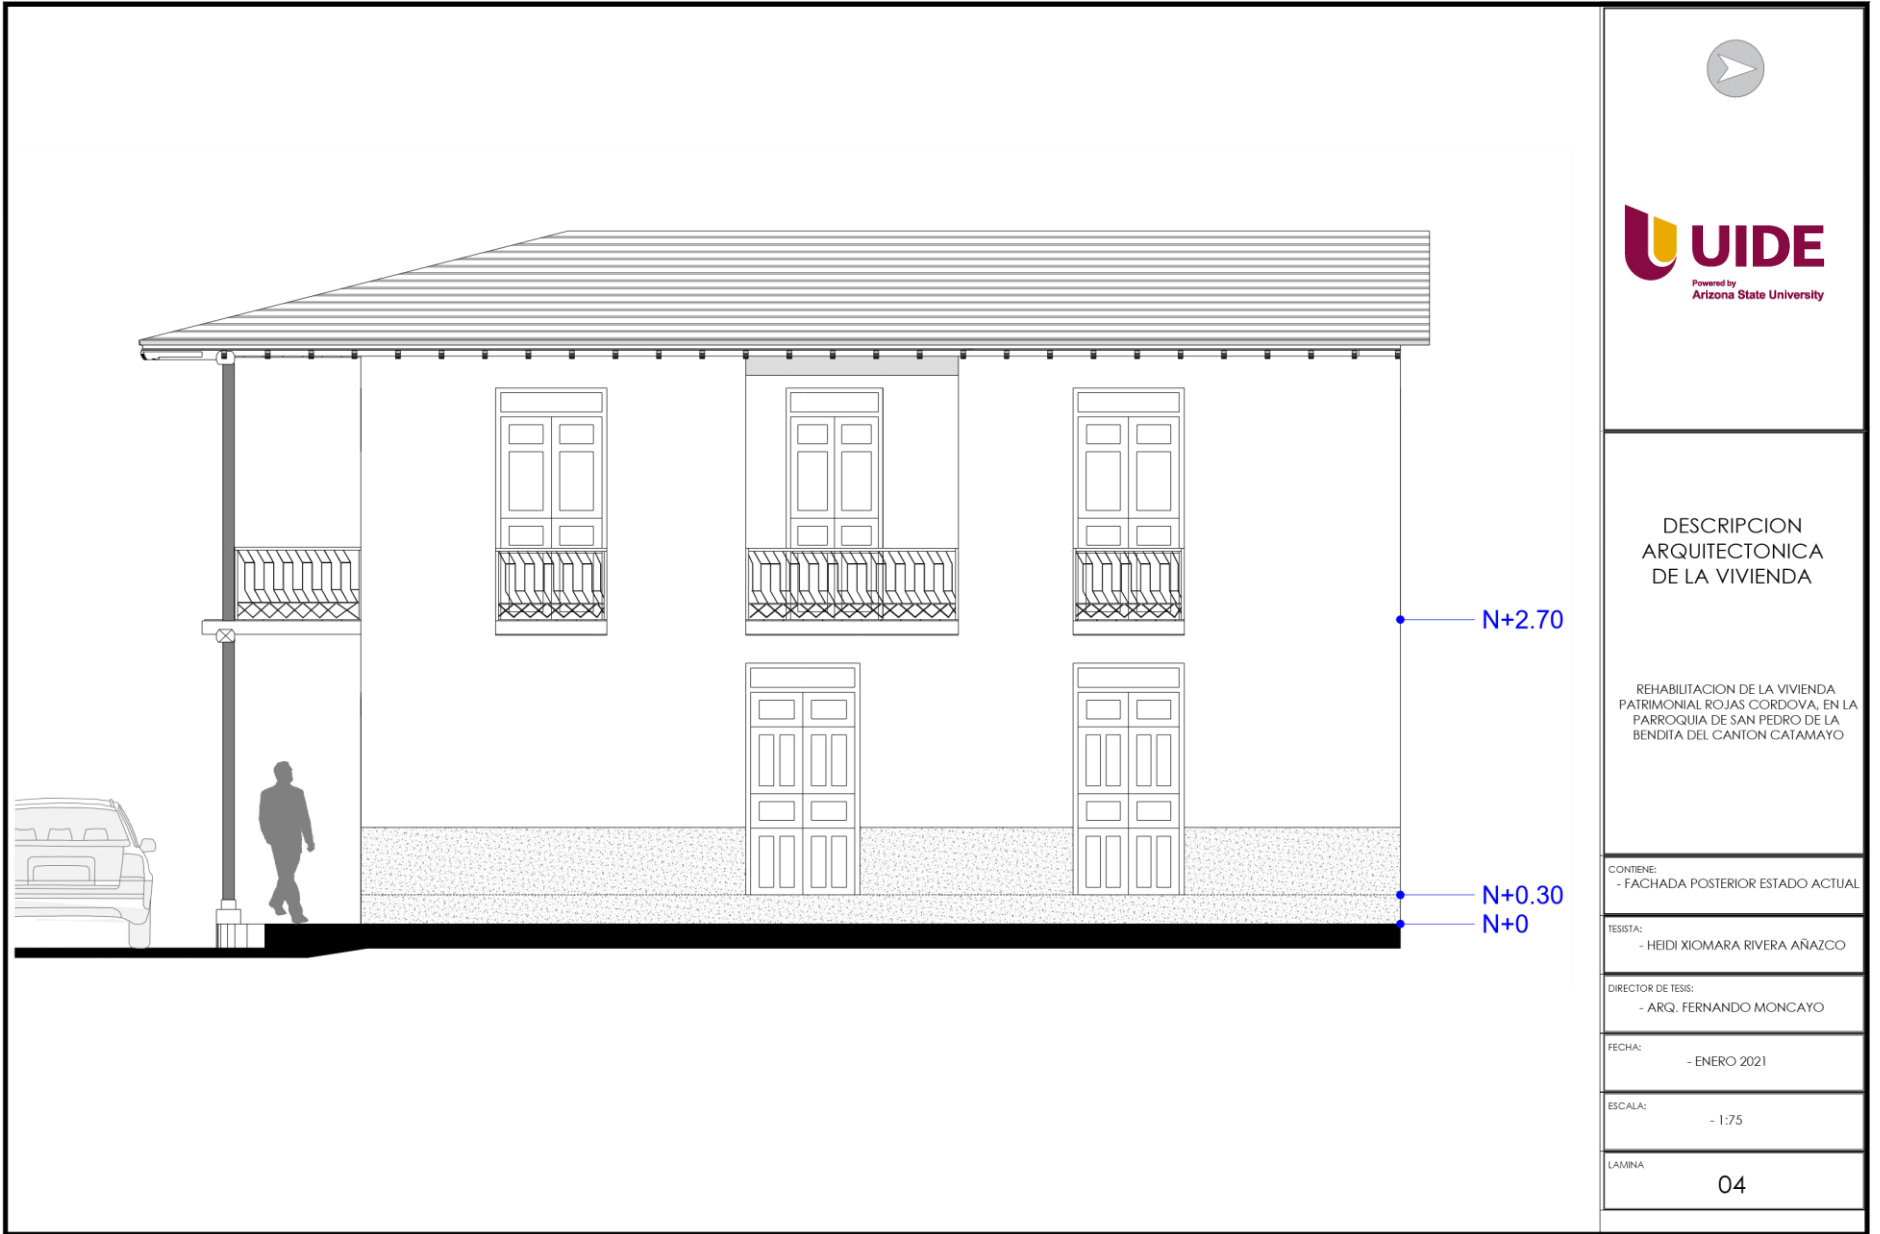 N+2.70
N+0.30
N+0
UIDE
Powered by
Arizona State University
DESCRIPCION
ARQUITECTONICA
DE LA VIVIENDA
REHABILITACION DE LA VIVIENDA
PATRIMONIAL ROJAS CORDOVA, EN LA
PARROQUIA DE SAN PEDRO DE LA
BENDITA DEL CANTON CATAMAYO
CONTIENE:
- FACHADA POSTERIOR ESTADO ACTUAL
TESISTA:
- HEIDI XIOMARA RIVERA AÑAZCO
DIRECTOR DE TESIS:
- ARQ. FERNANDO MONCAYO
FECHA:
- ENERO 2021
ESCALA:
- 1:75
LAMINA
04